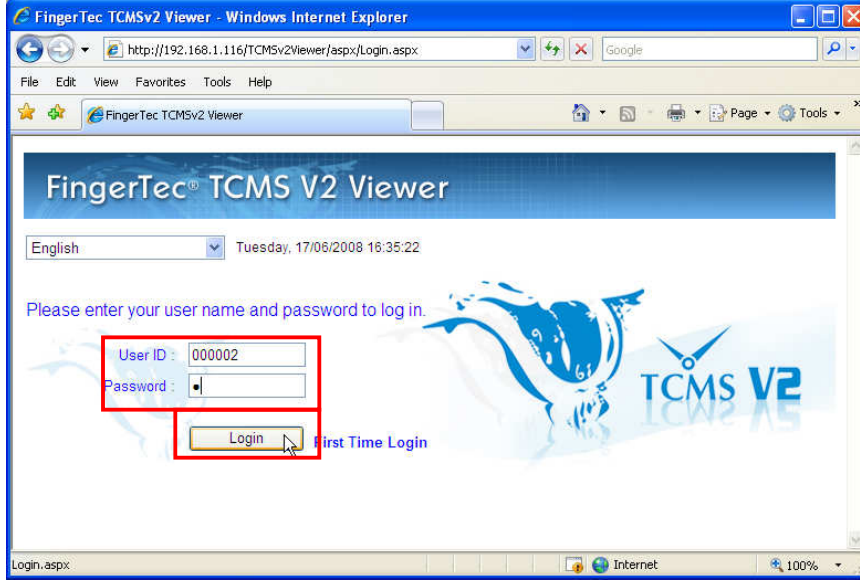 FingerTec TCMSv2 Viewer - Windows Internet Explorer
http://192.168.1.116/TCMSv2Viewer/aspx/Login.aspx
Google
File Edit View Favorites Tools Help
FingerTec TCMSv2 Viewer
Page Tools
FingerTec® TCMS V2 Viewer
English
Tuesday, 17/06/2008 16:35:22
Please enter your user name and password to log in.
User ID : 000002
Password : •
TCMS V2
Login
First Time Login
Login.aspx
Internet
100%